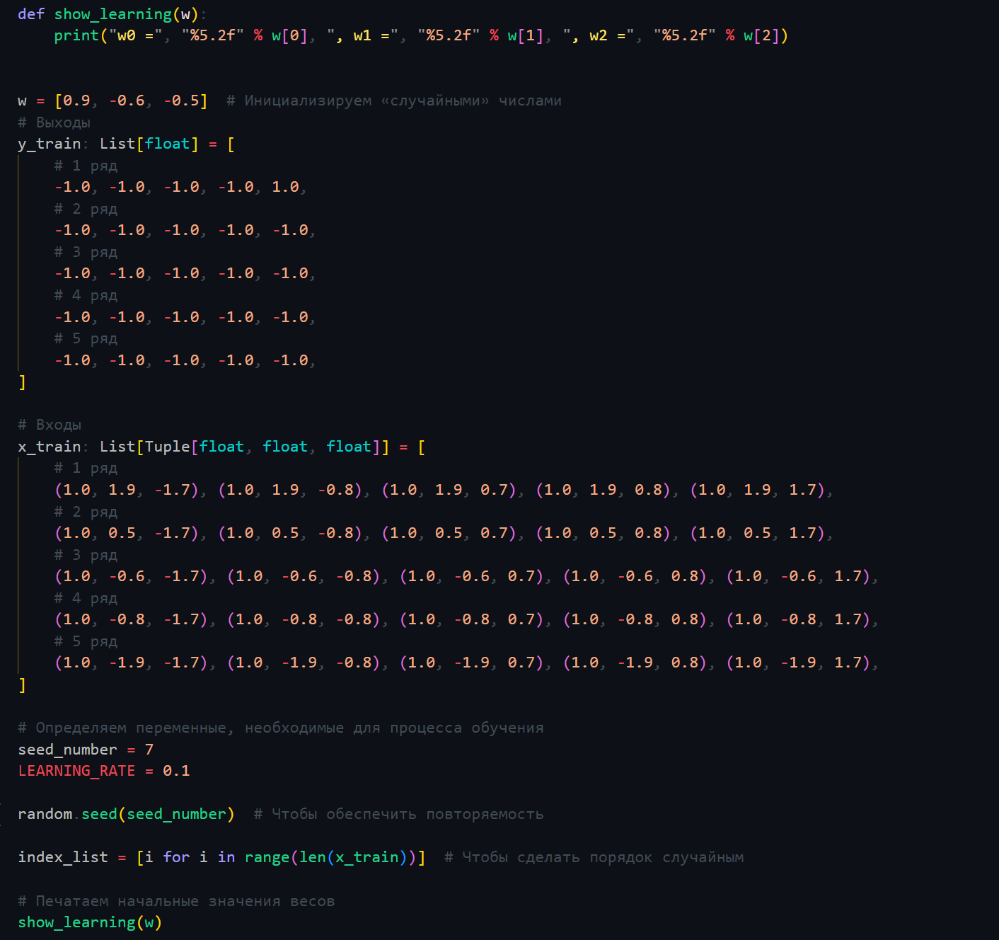 def show_learning(w):
    print("w0 =", "%5.2f" % w[0], ", w1 =", "%5.2f" % w[1], ", w2 =", "%5.2f" % w[2])
w = [0.9, -0.6, -0.5]  # Инициализируем «случайными» числами
# Выходы
y_train: List[float] = [
    # 1 ряд
    -1.0, -1.0, -1.0, -1.0, 1.0,
    # 2 ряд
    -1.0, -1.0, -1.0, -1.0, -1.0,
    # 3 ряд
    -1.0, -1.0, -1.0, -1.0, -1.0,
    # 4 ряд
    -1.0, -1.0, -1.0, -1.0, -1.0,
    # 5 ряд
    -1.0, -1.0, -1.0, -1.0, -1.0,
]
# Входы
x_train: List[Tuple[float, float, float]] = [
    # 1 ряд
    (1.0, 1.9, -1.7), (1.0, 1.9, -0.8), (1.0, 1.9, 0.7), (1.0, 1.9, 0.8), (1.0, 1.9, 1.7),
    # 2 ряд
    (1.0, 0.5, -1.7), (1.0, 0.5, -0.8), (1.0, 0.5, 0.7), (1.0, 0.5, 0.8), (1.0, 0.5, 1.7),
    # 3 ряд
    (1.0, -0.6, -1.7), (1.0, -0.6, -0.8), (1.0, -0.6, 0.7), (1.0, -0.6, 0.8), (1.0, -0.6, 1.7),
    # 4 ряд
    (1.0, -0.8, -1.7), (1.0, -0.8, -0.8), (1.0, -0.8, 0.7), (1.0, -0.8, 0.8), (1.0, -0.8, 1.7),
    # 5 ряд
    (1.0, -1.9, -1.7), (1.0, -1.9, -0.8), (1.0, -1.9, 0.7), (1.0, -1.9, 0.8), (1.0, -1.9, 1.7),
]
# Определяем переменные, необходимые для процесса обучения
seed_number = 7
LEARNING_RATE = 0.1
random.seed(seed_number)  # Чтобы обеспечить повторяемость
index_list = [i for i in range(len(x_train))]  # Чтобы сделать порядок случайным
# Печатаем начальные значения весов
show_learning(w)